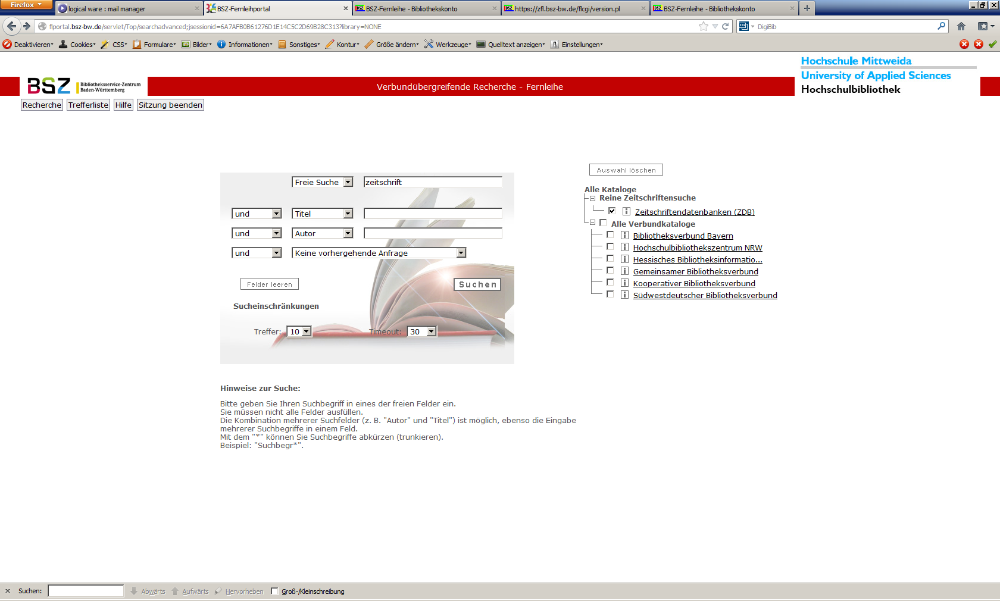 Firefox
logical ware : mail manager
BSZ-Fernleihportal
BSZ-Fernleihe - Bibliothekskonto
https://zfl.bsz-bw.de/flcgi/version.pl
BSZ-Fernleihe - Bibliothekskonto
flportal.bsz-bw.de/servlet/Top/searchadvanced;jsessionid=6A7AFB0B61276D1E14C5C2D69B28C313?library=NONE
DigiBib
Deaktivieren
Cookies
CSS
Formulare
Bilder
Informationen
Sonstiges
Kontur
Größe ändern
Werkzeuge
Quelltext anzeigen
Einstellungen
Hochschule Mittweida
University of Applied Sciences
Hochschulbibliothek
BSZ
Bibliotheksservice-Zentrum
Baden-Württemberg
Verbundübergreifende Recherche - Fernleihe
Recherche
Trefferliste
Hilfe
Sitzung beenden
Freie Suche
zeitschrift
und
Titel
und
Autor
und
Keine vorhergehende Anfrage
Felder leeren
Suchen
Sucheinschränkungen
Treffer:
10
Timeout:
30
Auswahl löschen
Alle Kataloge
Reine Zeitschriftensuche
Zeitschriftendatenbanken (ZDB)
Alle Verbundkataloge
Bibliotheksverbund Bayern
Hochschulbibliothekszentrum NRW
Hessisches Bibliotheksinformatio...
Gemeinsamer Bibliotheksverbund
Kooperativer Bibliotheksverbund
Südwestdeutscher Bibliotheksverbund
Hinweise zur Suche:
Bitte geben Sie Ihren Suchbegriff in eines der freien Felder ein.
Sie müssen nicht alle Felder ausfüllen.
Die Kombination mehrerer Suchfelder (z. B. "Autor" und "Titel") ist möglich, ebenso die Eingabe
mehrerer Suchbegriffe in einem Feld.
Mit dem "*" können Sie Suchbegriffe abkürzen (trunkieren).
Beispiel: "Suchbegr*".
Suchen:
Abwärts
Aufwärts
Hervorheben
Groß-/Kleinschreibung